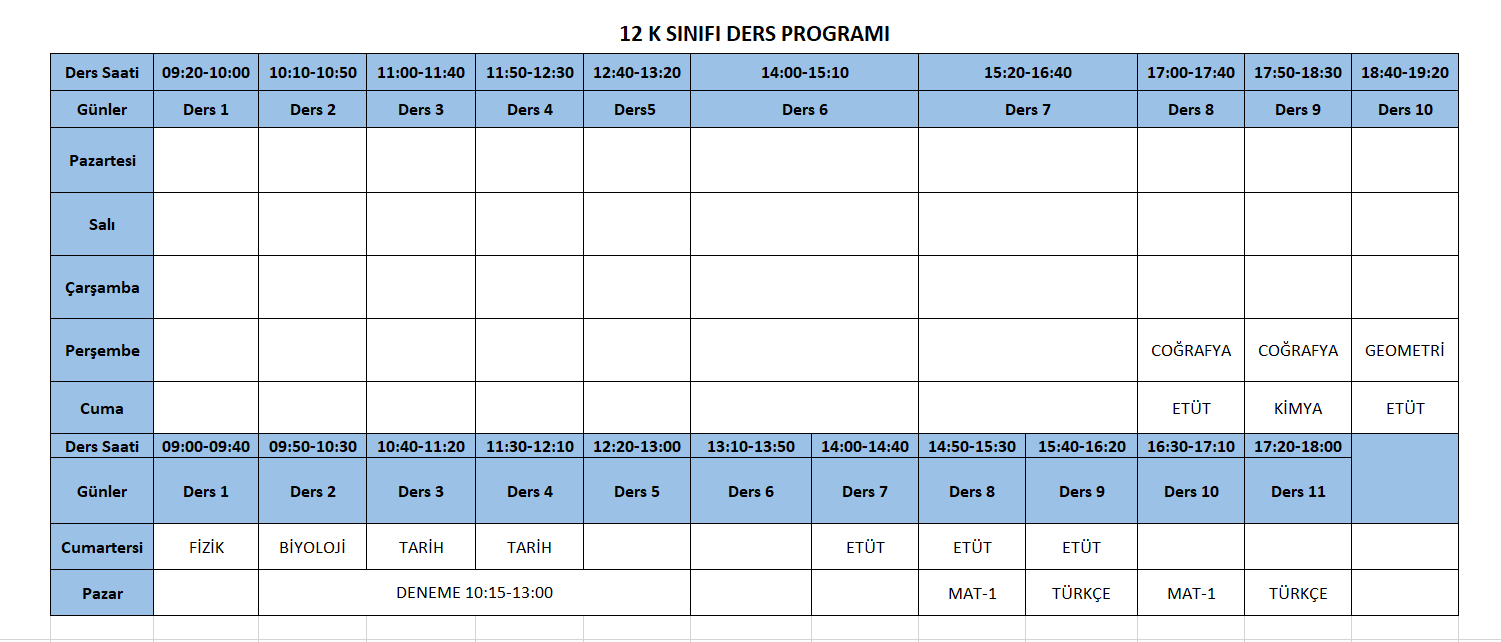 12 K SINIFI DERS PROGRAMI
Ders Saati 09:20-10:00 10:10-10:50 11:00-11:40 11:50-12:30 12:40-13:20 14:00-15:10 15:20-16:40 17:00-17:40 17:50-18:30 18:40-19:20
Günler Ders 1 Ders 2 Ders 3 Ders 4 Ders5 Ders 6 Ders 7 Ders 8 Ders 9 Ders 10
Pazartesi
Salı
Çarşamba
Perşembe COĞRAFYA COĞRAFYA GEOMETRİ
Cuma ETÜT KİMYA ETÜT
Ders Saati 09:00-09:40 09:50-10:30 10:40-11:20 11:30-12:10 12:20-13:00 13:10-13:50 14:00-14:40 14:50-15:30 15:40-16:20 16:30-17:10 17:20-18:00
Günler Ders 1 Ders 2 Ders 3 Ders 4 Ders 5 Ders 6 Ders 7 Ders 8 Ders 9 Ders 10 Ders 11
Cumartersi FİZİK BİYOLOJİ TARİH TARİH ETÜT ETÜT ETÜT
Pazar DENEME 10:15-13:00 MAT-1 TÜRKÇE MAT-1 TÜRKÇE